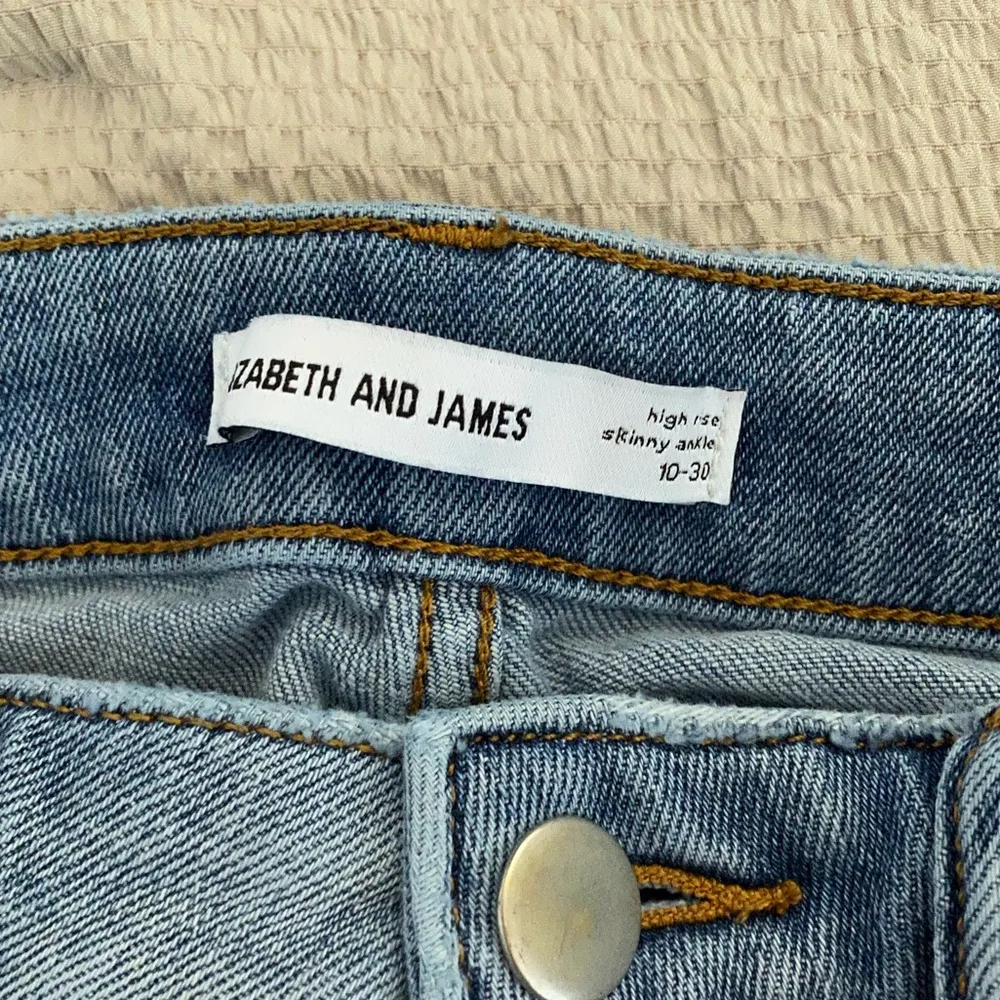 IZABETH AND JAMES
high rise
skinny ankle
10-30